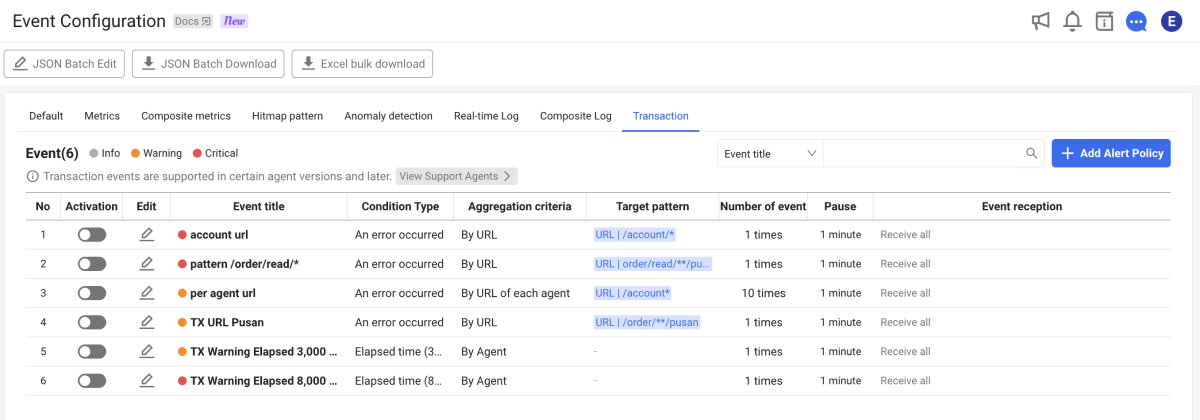 Event Configuration Docs New
E
JSON Batch Edit JSON Batch Download Excel bulk download
Default Metrics Composite metrics Hitmap pattern Anomaly detection Real-time Log Composite Log Transaction
Event(6) Info Warning Critical Event title Add Alert Policy
Transaction events are supported in certain agent versions and later. View Support Agents
No Activation Edit Event title Condition Type Aggregation criteria Target pattern Number of event Pause Event reception
1 account url An error occurred By URL URL | /account/* 1 times 1 minute Receive all
2 pattern /order/read/* An error occurred By URL URL | order/read/**/pu... 1 times 1 minute Receive all
3 per agent url An error occurred By URL of each agent URL | /account* 10 times 1 minute Receive all
4 TX URL Pusan An error occurred By URL URL | /order/**/pusan 1 times 1 minute Receive all
5 TX Warning Elapsed 3,000 ... Elapsed time (3... By Agent - 1 times 1 minute Receive all
6 TX Warning Elapsed 8,000 ... Elapsed time (8... By Agent - 1 times 1 minute Receive all